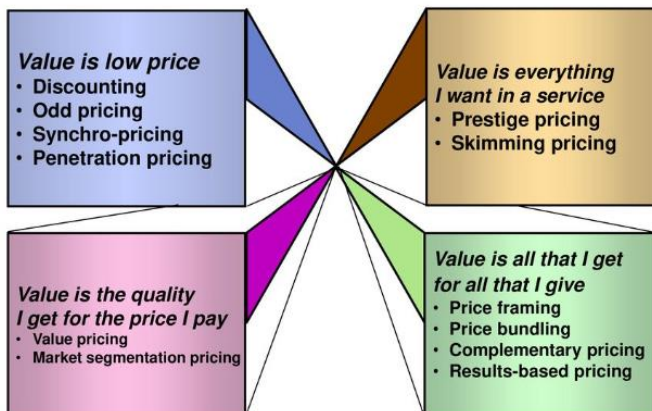 Value is low price
• Discounting
• Odd pricing
• Synchro-pricing
• Penetration pricing
Value is everything
I want in a service
• Prestige pricing
• Skimming pricing
Value is the quality
I get for the price I pay
• Value pricing
• Market segmentation pricing
Value is all that I get
for all that I give
• Price framing
• Price bundling
• Complementary pricing
• Results-based pricing